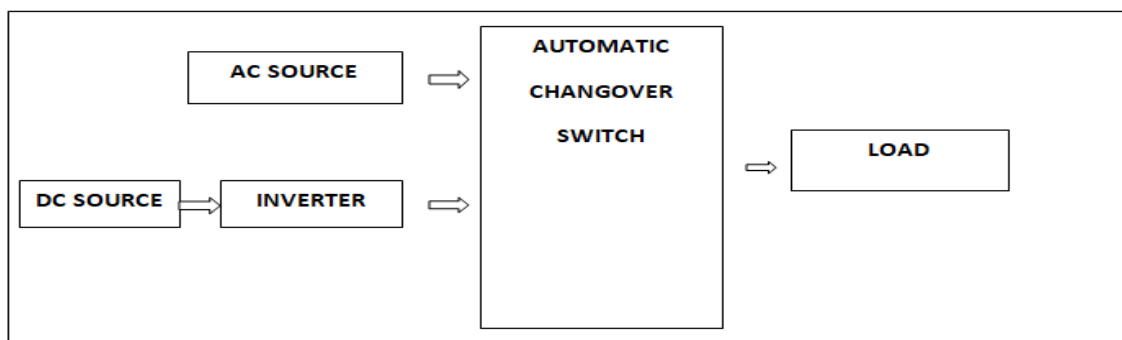 AC SOURCE
AUTOMATIC
CHANGOVER
SWITCH
LOAD
DC SOURCE
INVERTER